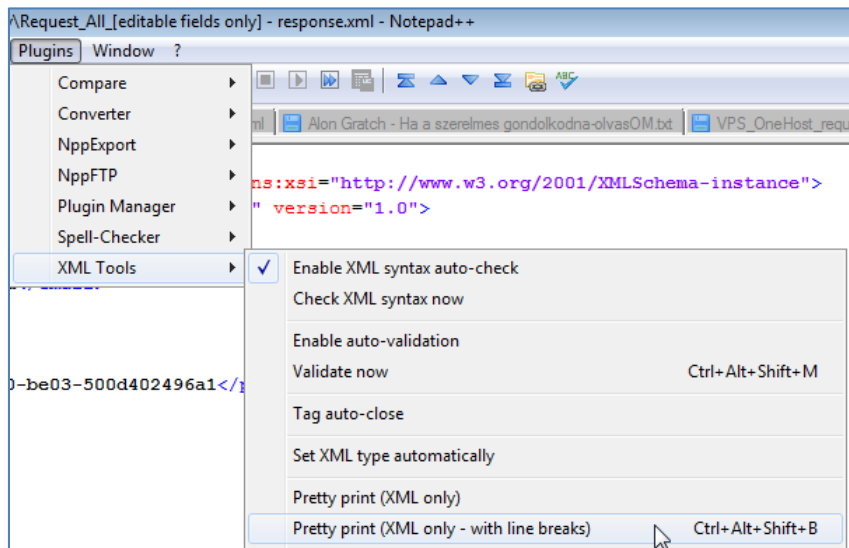 \Request_All_[editable fields only] - response.xml - Notepad++
Plugins Window ?
Compare
Converter
NppExport
NppFTP
Plugin Manager
Spell-Checker
XML Tools
ABC
ml Alon Gratch - Ha a szerelmes gondolkodna-olvasOM.txt VPS_OneHost_requ
ns:xsi="http://www.w3.org/2001/XMLSchema-instance">
" version="1.0">
0-be03-500d402496a1</p
Enable XML syntax auto-check
Check XML syntax now
Enable auto-validation
Validate now Ctrl+Alt+Shift+M
Tag auto-close
Set XML type automatically
Pretty print (XML only)
Pretty print (XML only - with line breaks) Ctrl+Alt+Shift+B